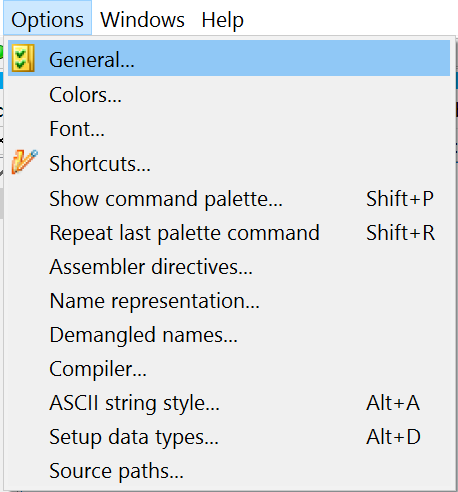 Options Windows Help
General...
Colors...
Font...
Shortcuts...
Show command palette... Shift+P
Repeat last palette command Shift+R
Assembler directives...
Name representation...
Demangled names...
Compiler...
ASCII string style... Alt+A
Setup data types... Alt+D
Source paths...